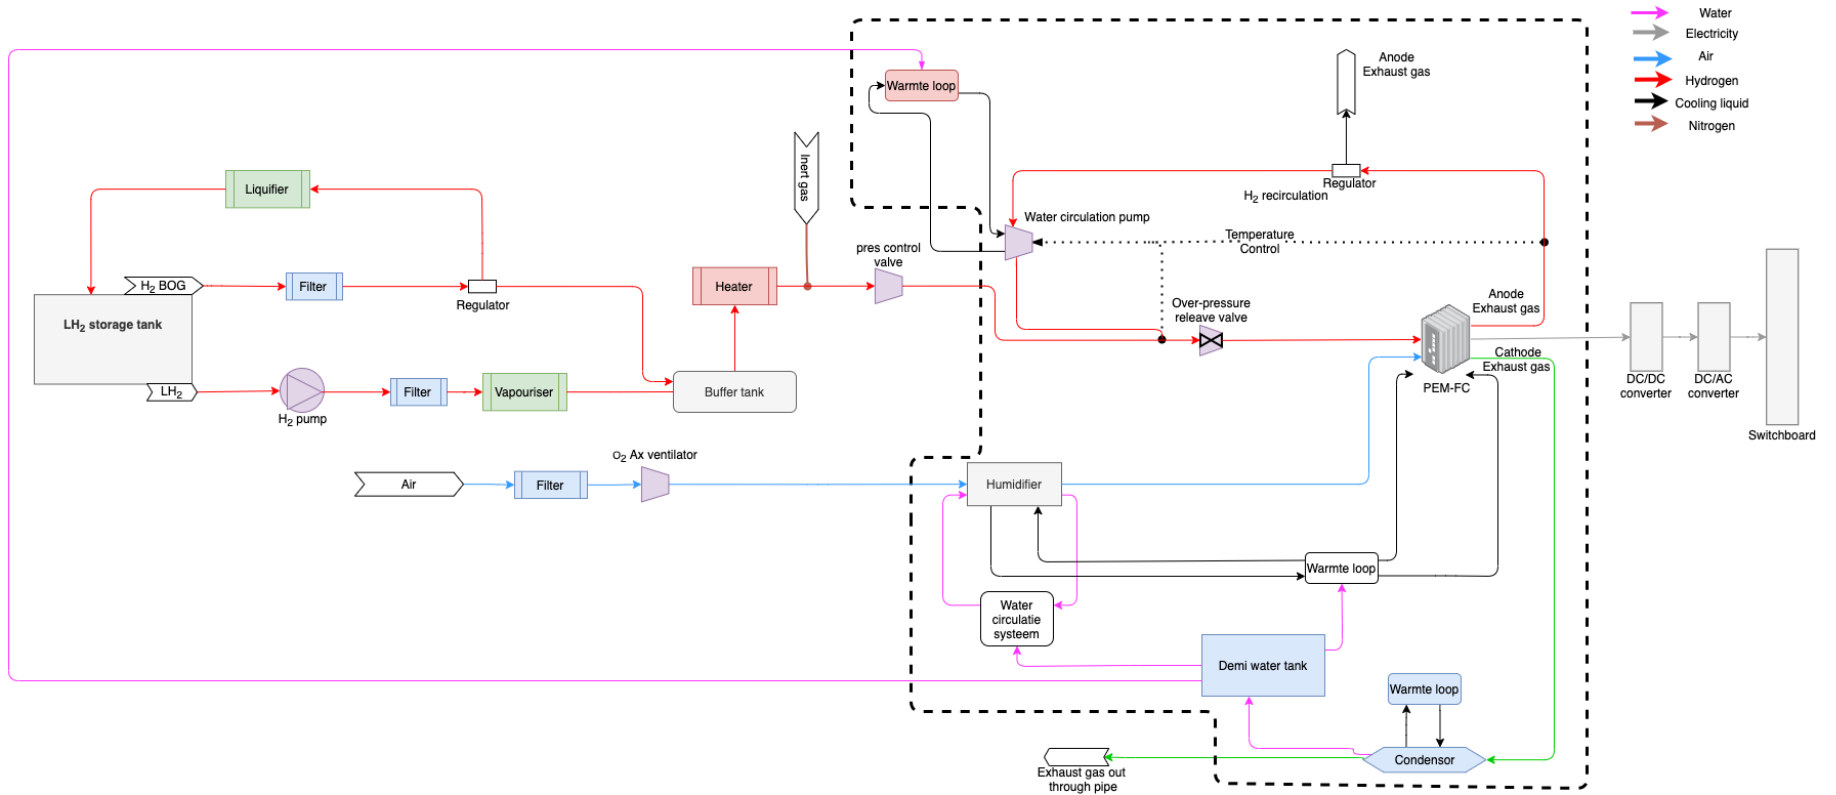 Water
Electricity
Air
Hydrogen
Cooling liquid
Nitrogen
Anode
Exhaust gas
Warmte loop
Inert gas
Liquifier
Regulator
H₂ recirculation
Water circulation pump
Temperature
Control
pres control
valve
H₂ BOG
Filter
Regulator
Heater
Over-pressure
releave valve
Anode
Exhaust gas
LH₂ storage tank
Cathode
Exhaust gas
PEM-FC
DC/DC
converter
DC/AC
converter
Switchboard
LH₂
H₂ pump
Filter
Vapouriser
Buffer tank
O₂ Ax ventilator
Air
Filter
Humidifier
Warmte loop
Water
circulatie
systeem
Demi water tank
Warmte loop
Condensor
Exhaust gas out
through pipe